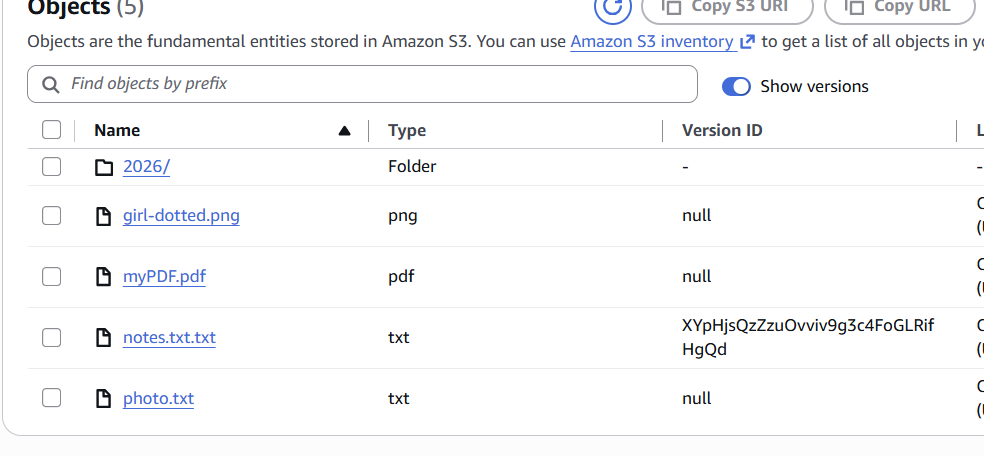 Objects (5)
Copy S3 URI
Copy URL
Objects are the fundamental entities stored in Amazon S3. You can use Amazon S3 inventory to get a list of all objects in
Find objects by prefix
Show versions
Name Type Version ID L
2026/ Folder - -
girl-dotted.png png null
myPDF.pdf pdf null
notes.txt.txt txt XYpHjsQzZzuOvviv9g3c4FoGLRif
HgQd
photo.txt txt null